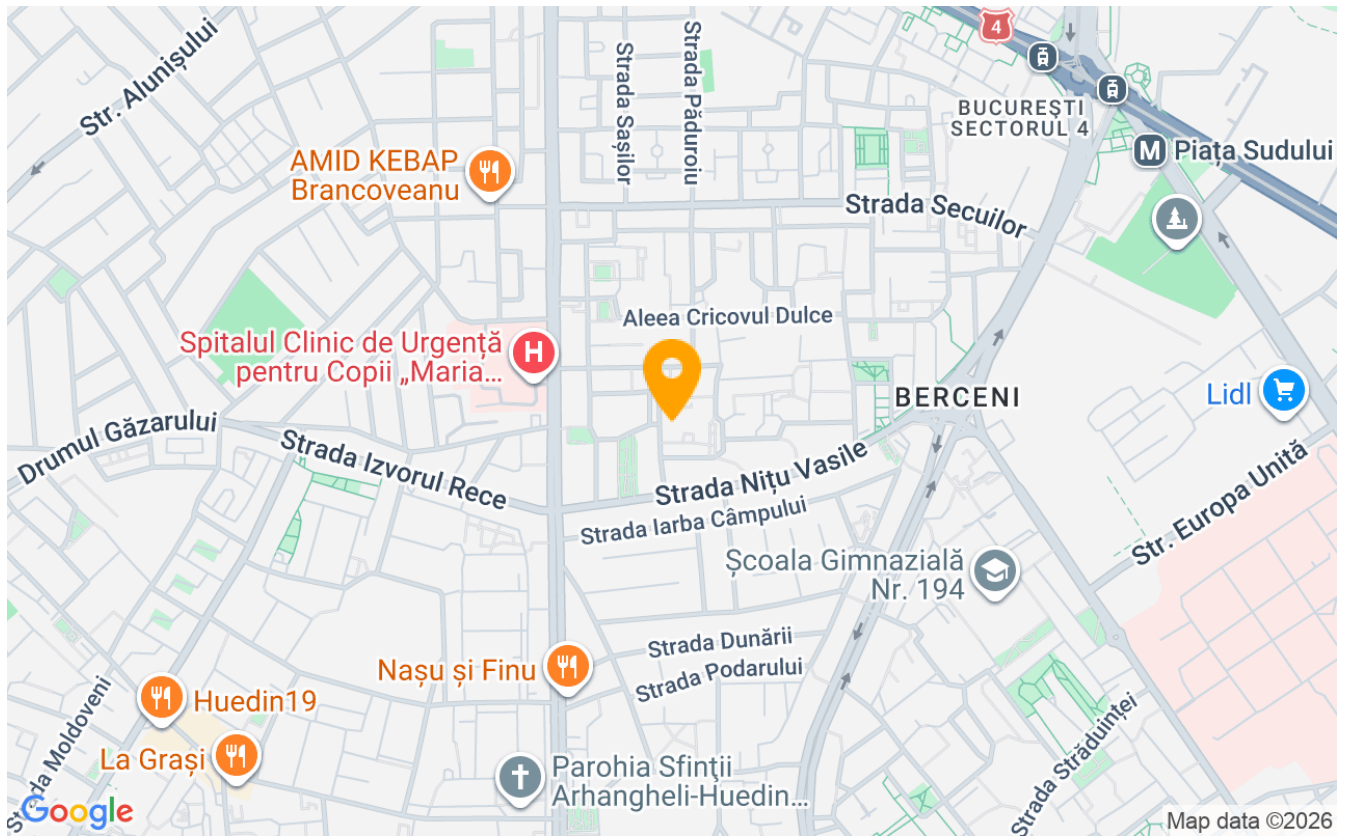 Str. Alunișului
Strada Sașilor
Strada Păduroiu
4
BUCUREȘTI
SECTORUL 4
M Piața Sudului
AMID KEBAP
Brancoveanu
Strada Secuilor
Aleea Cricovul Dulce
Spitalul Clinic de Urgență
pentru Copii „Maria...
H
BERCENI
Lidl
Drumul Găzarului
Strada Izvorul Rece
Strada Nițu Vasile
Strada Iarba Câmpului
Str. Europa Unită
Școala Gimnazială
Nr. 194
Strada Dunării
Strada Podarului
Nașu și Finu
Huedin19
La Grași
Strada Moldoveni
Parohia Sfinţii
Arhangheli-Huedin...
Strada Străduinței
Google
Map data ©2026